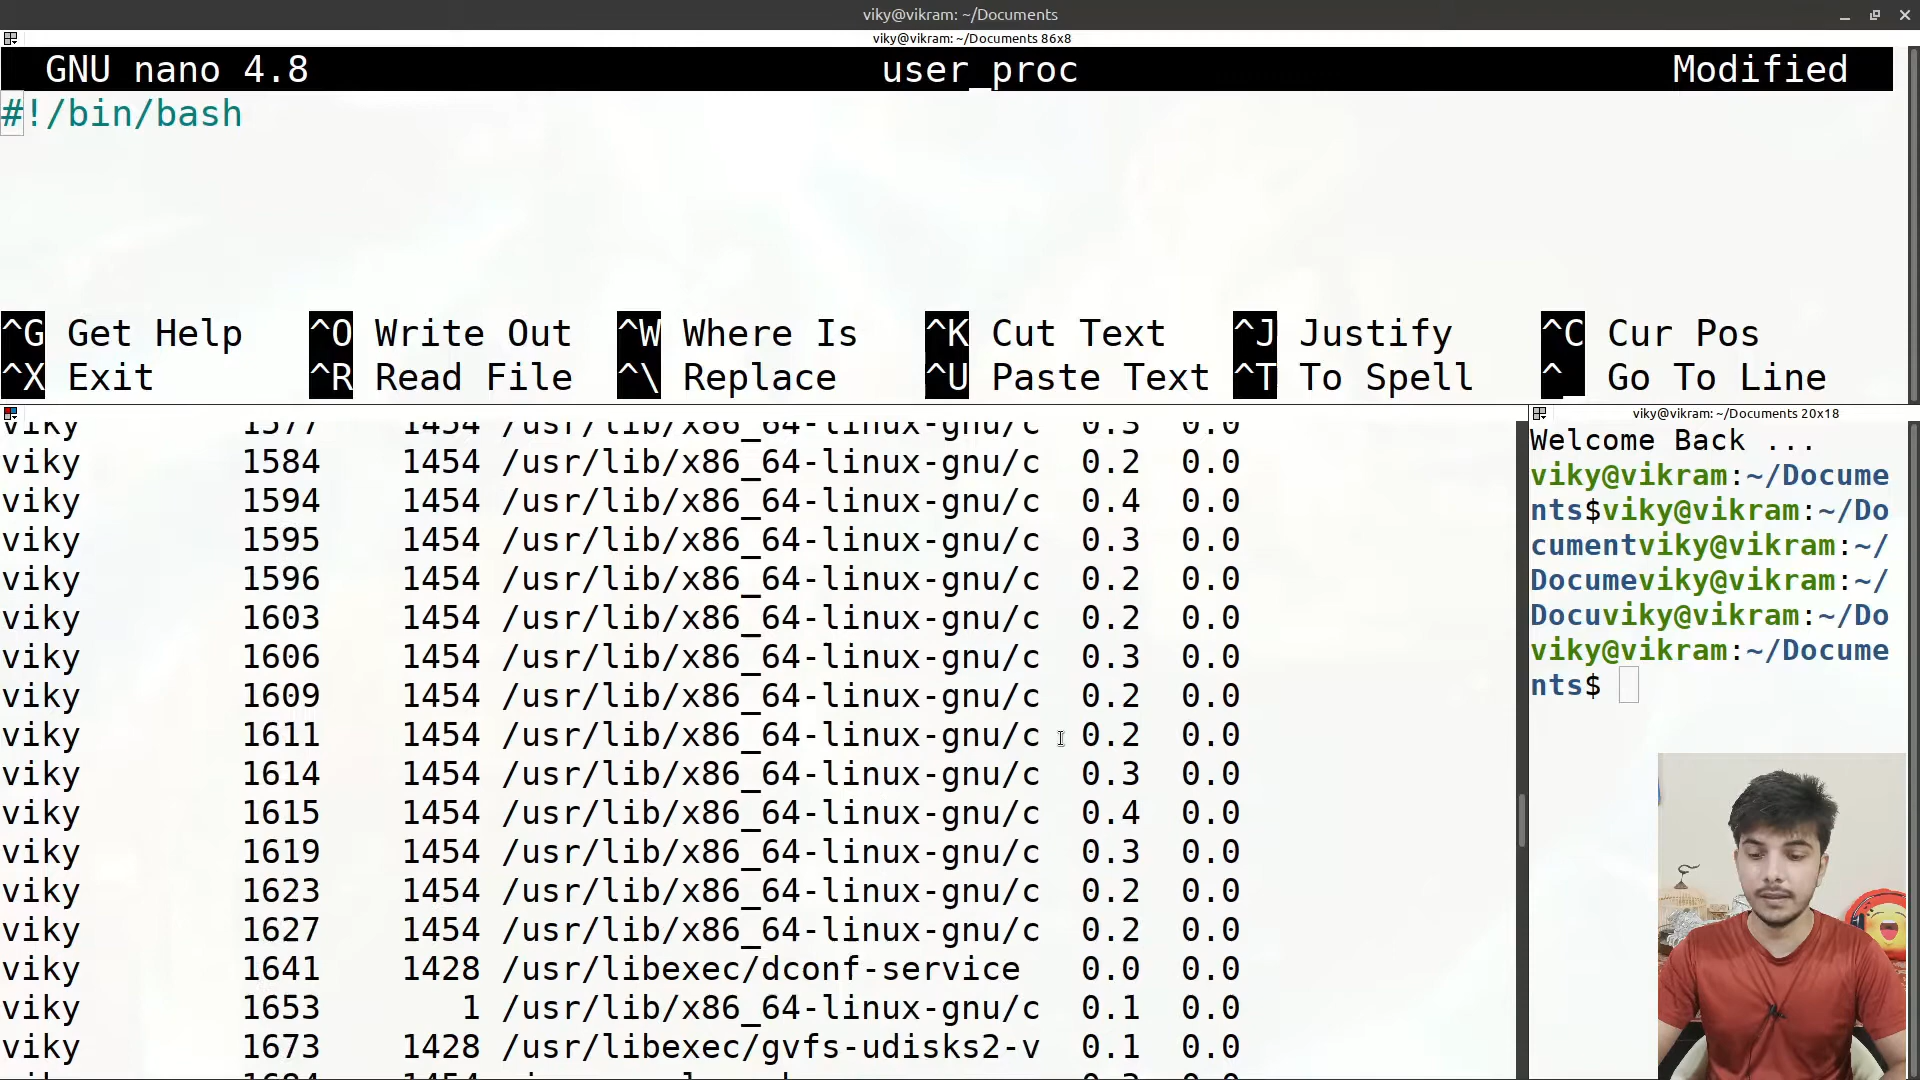 viky@vikram: ~/Documents
viky@vikram: ~/Documents 86x8
GNU nano 4.8 user_proc Modified
#!/bin/bash
^G Get Help ^O Write Out ^W Where Is ^K Cut Text ^J Justify ^C Cur Pos
^X Exit ^R Read File ^\ Replace ^U Paste Text ^T To Spell ^_ Go To Line
viky 1577 1454 /usr/lib/x86_64-linux-gnu/c 0.3 0.0
viky 1584 1454 /usr/lib/x86_64-linux-gnu/c 0.2 0.0
viky 1594 1454 /usr/lib/x86_64-linux-gnu/c 0.4 0.0
viky 1595 1454 /usr/lib/x86_64-linux-gnu/c 0.3 0.0
viky 1596 1454 /usr/lib/x86_64-linux-gnu/c 0.2 0.0
viky 1603 1454 /usr/lib/x86_64-linux-gnu/c 0.2 0.0
viky 1606 1454 /usr/lib/x86_64-linux-gnu/c 0.3 0.0
viky 1609 1454 /usr/lib/x86_64-linux-gnu/c 0.2 0.0
viky 1611 1454 /usr/lib/x86_64-linux-gnu/c 0.2 0.0
viky 1614 1454 /usr/lib/x86_64-linux-gnu/c 0.3 0.0
viky 1615 1454 /usr/lib/x86_64-linux-gnu/c 0.4 0.0
viky 1619 1454 /usr/lib/x86_64-linux-gnu/c 0.3 0.0
viky 1623 1454 /usr/lib/x86_64-linux-gnu/c 0.2 0.0
viky 1627 1454 /usr/lib/x86_64-linux-gnu/c 0.2 0.0
viky 1641 1428 /usr/libexec/dconf-service 0.0 0.0
viky 1653 1 /usr/lib/x86_64-linux-gnu/c 0.1 0.0
viky 1673 1428 /usr/libexec/gvfs-udisks2-v 0.1 0.0
viky@vikram: ~/Documents 20x18
Welcome Back ...
viky@vikram:~/Docume
nts$viky@vikram:~/Do
cumentviky@vikram:~/
Documeviky@vikram:~/
Docuviky@vikram:~/Do
viky@vikram:~/Docume
nts$